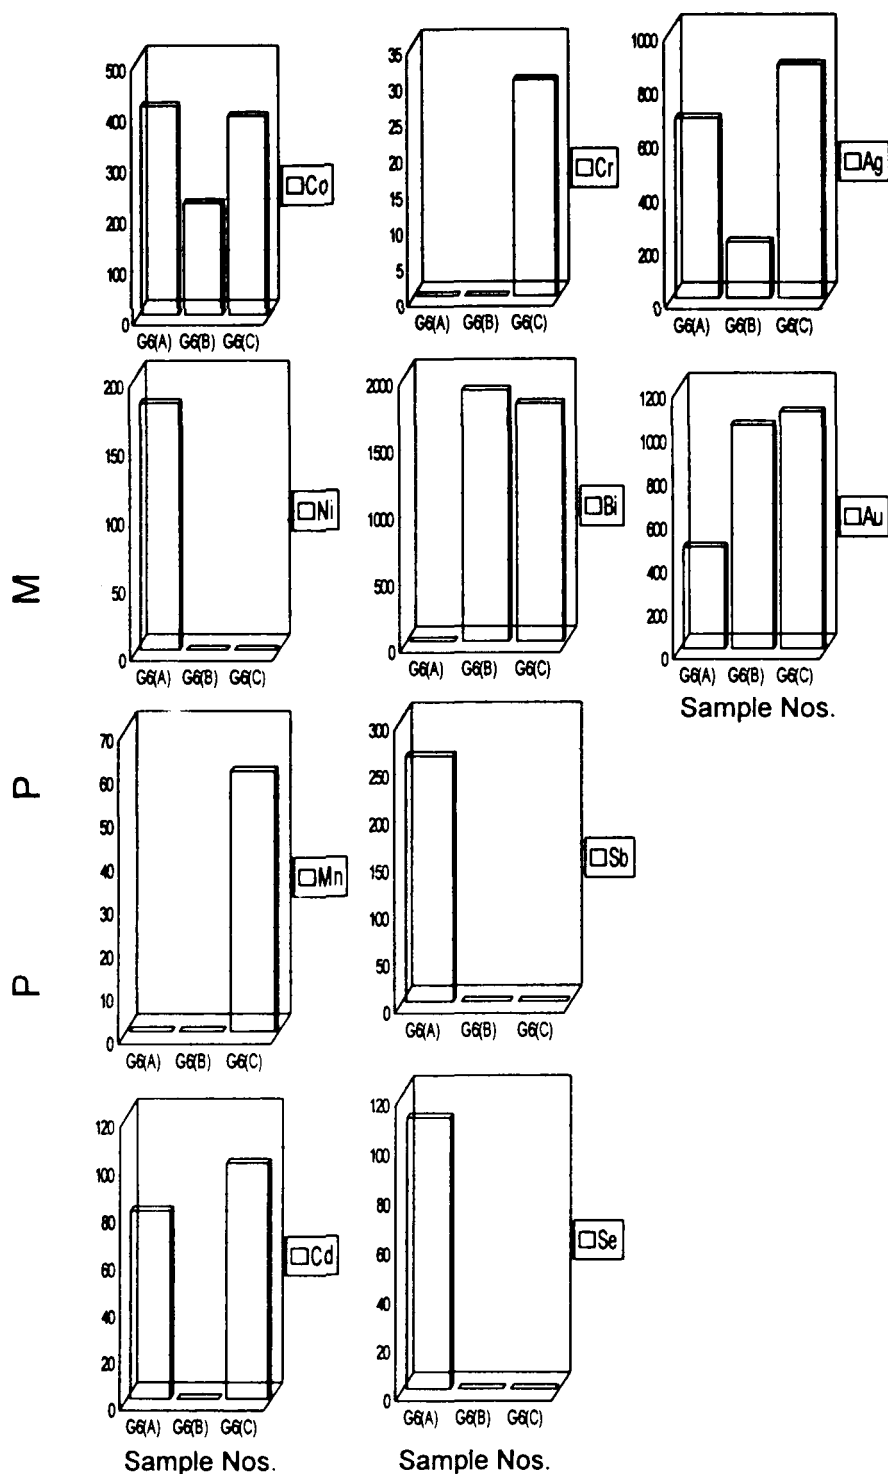 500
400
300
200
100
0
G6(A) G6(B) G6(C)
Co
35
30
25
20
15
10
5
0
G6(A) G6(B) G6(C)
Cr
1000
800
600
400
200
0
G6(A) G6(B) G6(C)
Ag
200
150
100
50
0
G6(A) G6(B) G6(C)
Ni
2000
1500
1000
500
0
G6(A) G6(B) G6(C)
Bi
1200
1000
800
600
400
200
0
G6(A) G6(B) G6(C)
Au
Sample Nos.
70
60
50
40
30
20
10
0
G6(A) G6(B) G6(C)
Mn
300
250
200
150
100
50
0
G6(A) G6(B) G6(C)
Sb
120
100
80
60
40
20
0
G6(A) G6(B) G6(C)
Cd
Sample Nos.
120
100
80
60
40
20
0
G6(A) G6(B) G6(C)
Se
Sample Nos.
P P M